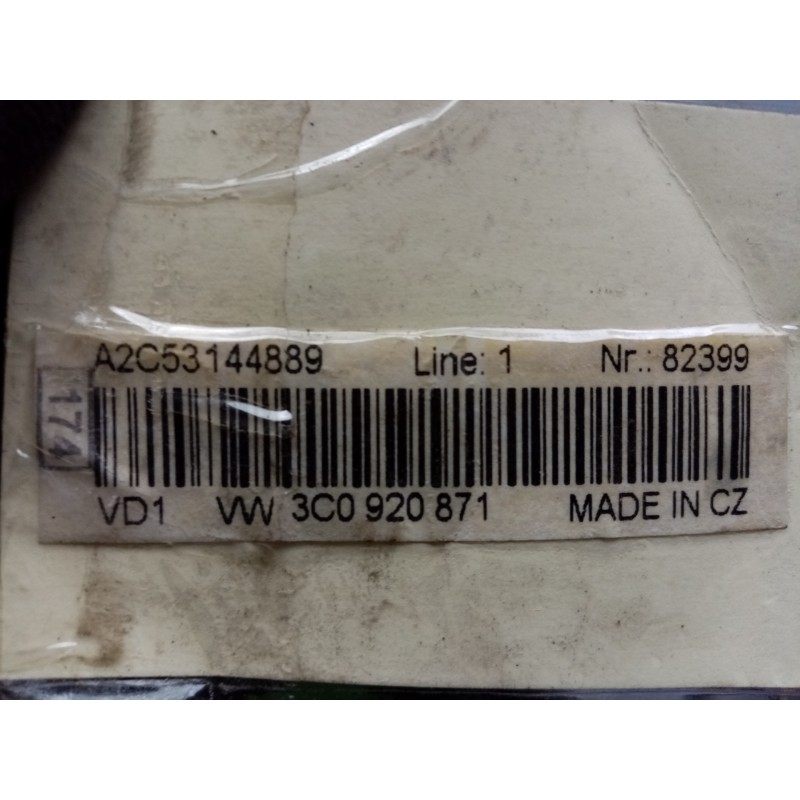 A2C53144889 Line: 1 Nr.: 82399
174
VD1 VW 3C0 920 871 MADE IN CZ